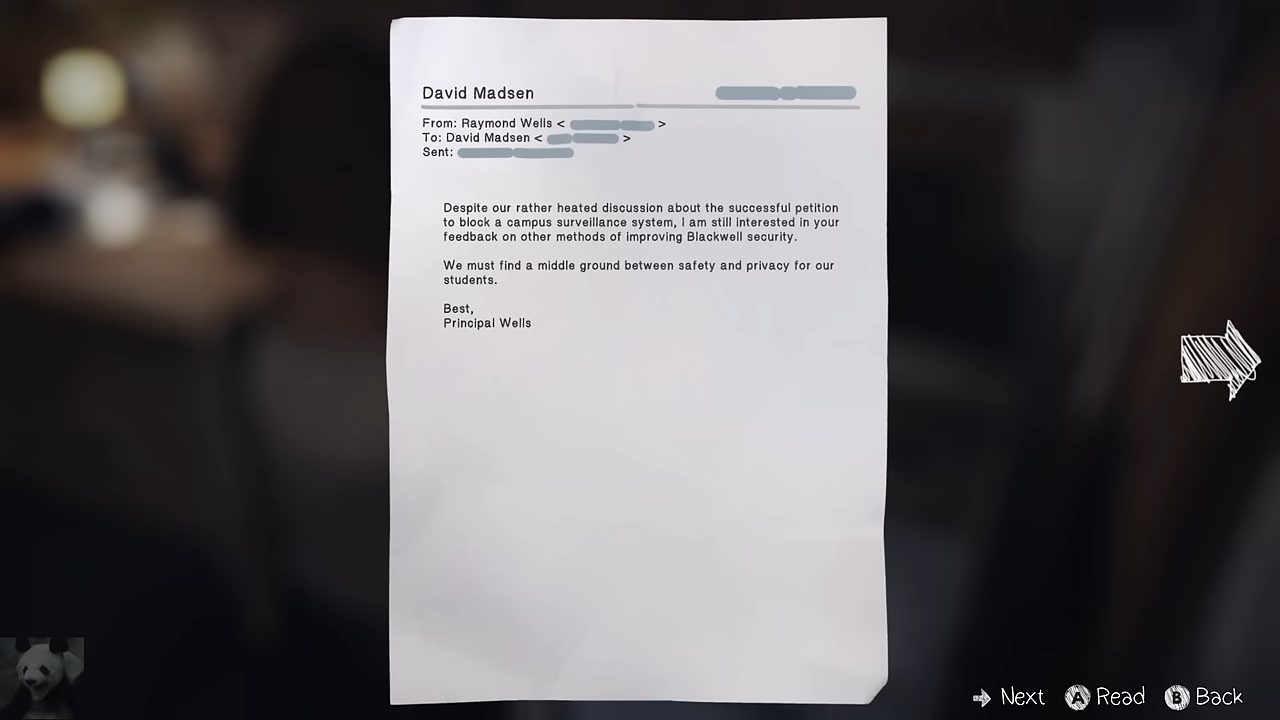 David Madsen
From: Raymond Wells < >
To: David Madsen < >
Sent:
Despite our rather heated discussion about the successful petition
to block a campus surveillance system, I am still interested in your
feedback on other methods of improving Blackwell security.
We must find a middle ground between safety and privacy for our
students.
Best,
Principal Wells
Next A Read B Back